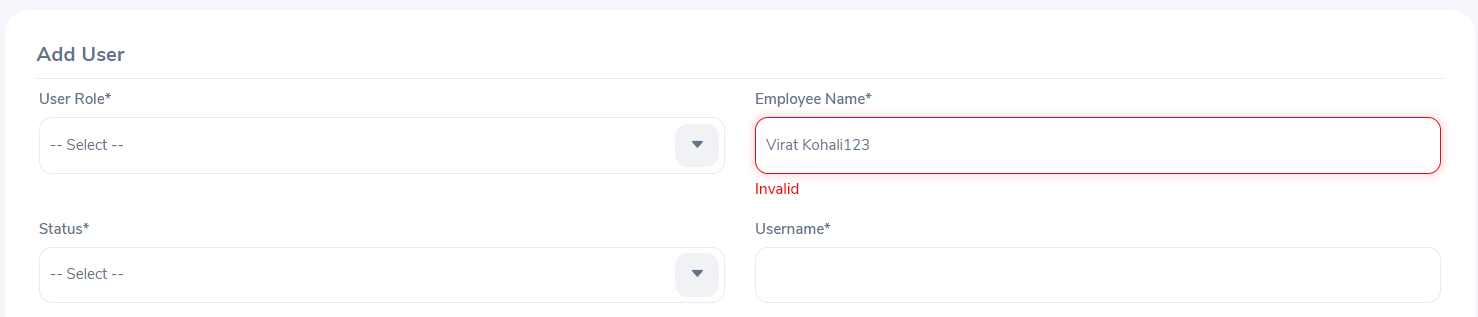 Add User
User Role*
Employee Name*
-- Select --
Virat Kohali123
Invalid
Status*
Username*
-- Select --